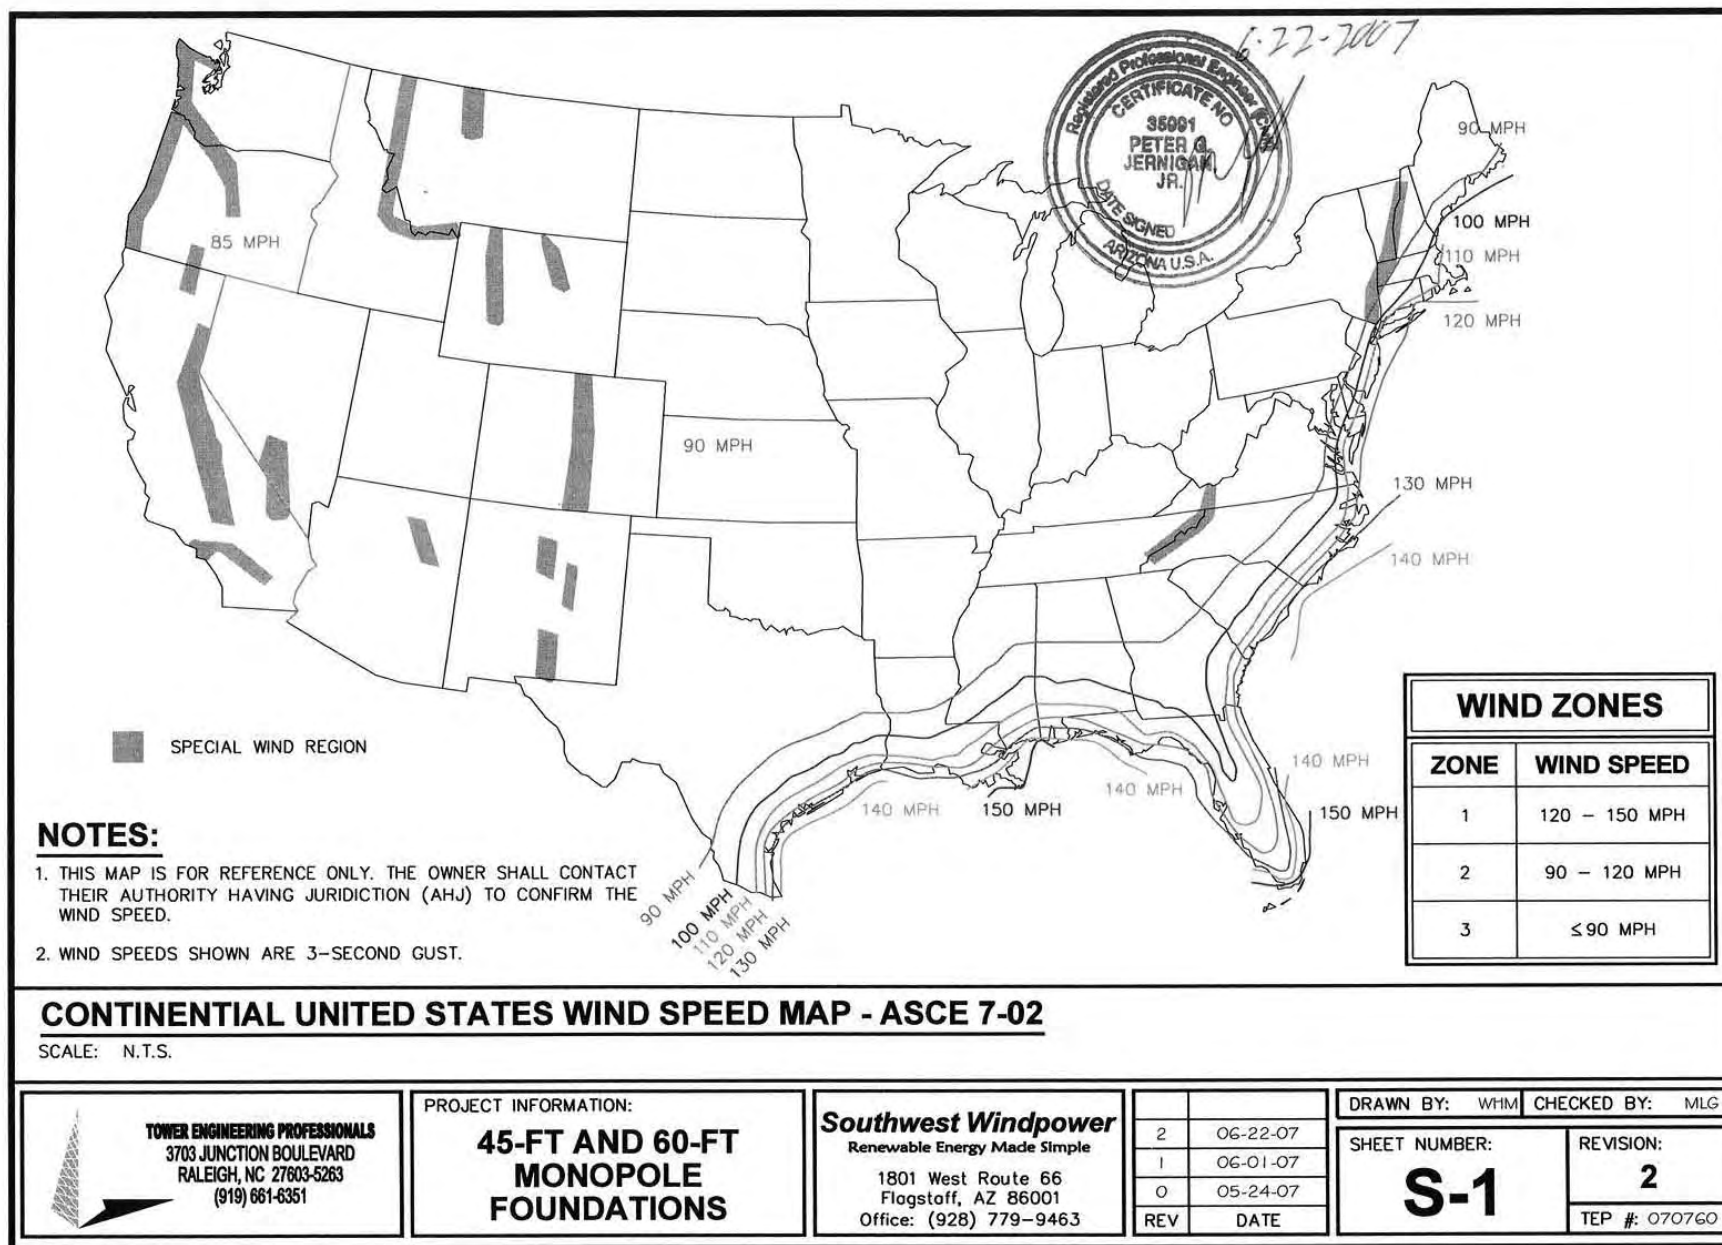 6-22-2007
Registered Professional Engineer (Civil)
CERTIFICATE NO
35091
PETER G.
JERNIGAN,
JR.
DATE SIGNED
ARIZONA U.S.A.
90 MPH
100 MPH
110 MPH
120 MPH
85 MPH
90 MPH
130 MPH
140 MPH
140 MPH
150 MPH
140 MPH
150 MPH
140 MPH
90 MPH
100 MPH
110 MPH
120 MPH
130 MPH
SPECIAL WIND REGION
WIND ZONES
ZONE WIND SPEED
1 120 - 150 MPH
2 90 - 120 MPH
3 ≤90 MPH
NOTES:
1. THIS MAP IS FOR REFERENCE ONLY. THE OWNER SHALL CONTACT
THEIR AUTHORITY HAVING JURIDICTION (AHJ) TO CONFIRM THE
WIND SPEED.
2. WIND SPEEDS SHOWN ARE 3-SECOND GUST.
CONTINENTIAL UNITED STATES WIND SPEED MAP - ASCE 7-02
SCALE: N.T.S.
TOWER ENGINEERING PROFESSIONALS
3703 JUNCTION BOULEVARD
RALEIGH, NC 27603-5263
(919) 661-6351
PROJECT INFORMATION:
45-FT AND 60-FT
MONOPOLE
FOUNDATIONS
Southwest Windpower
Renewable Energy Made Simple
1801 West Route 66
Flagstaff, AZ 86001
Office: (928) 779-9463
2 06-22-07
1 06-01-07
0 05-24-07
REV DATE
DRAWN BY: WHM CHECKED BY: MLG
SHEET NUMBER:
S-1
REVISION:
2
TEP #: 070760